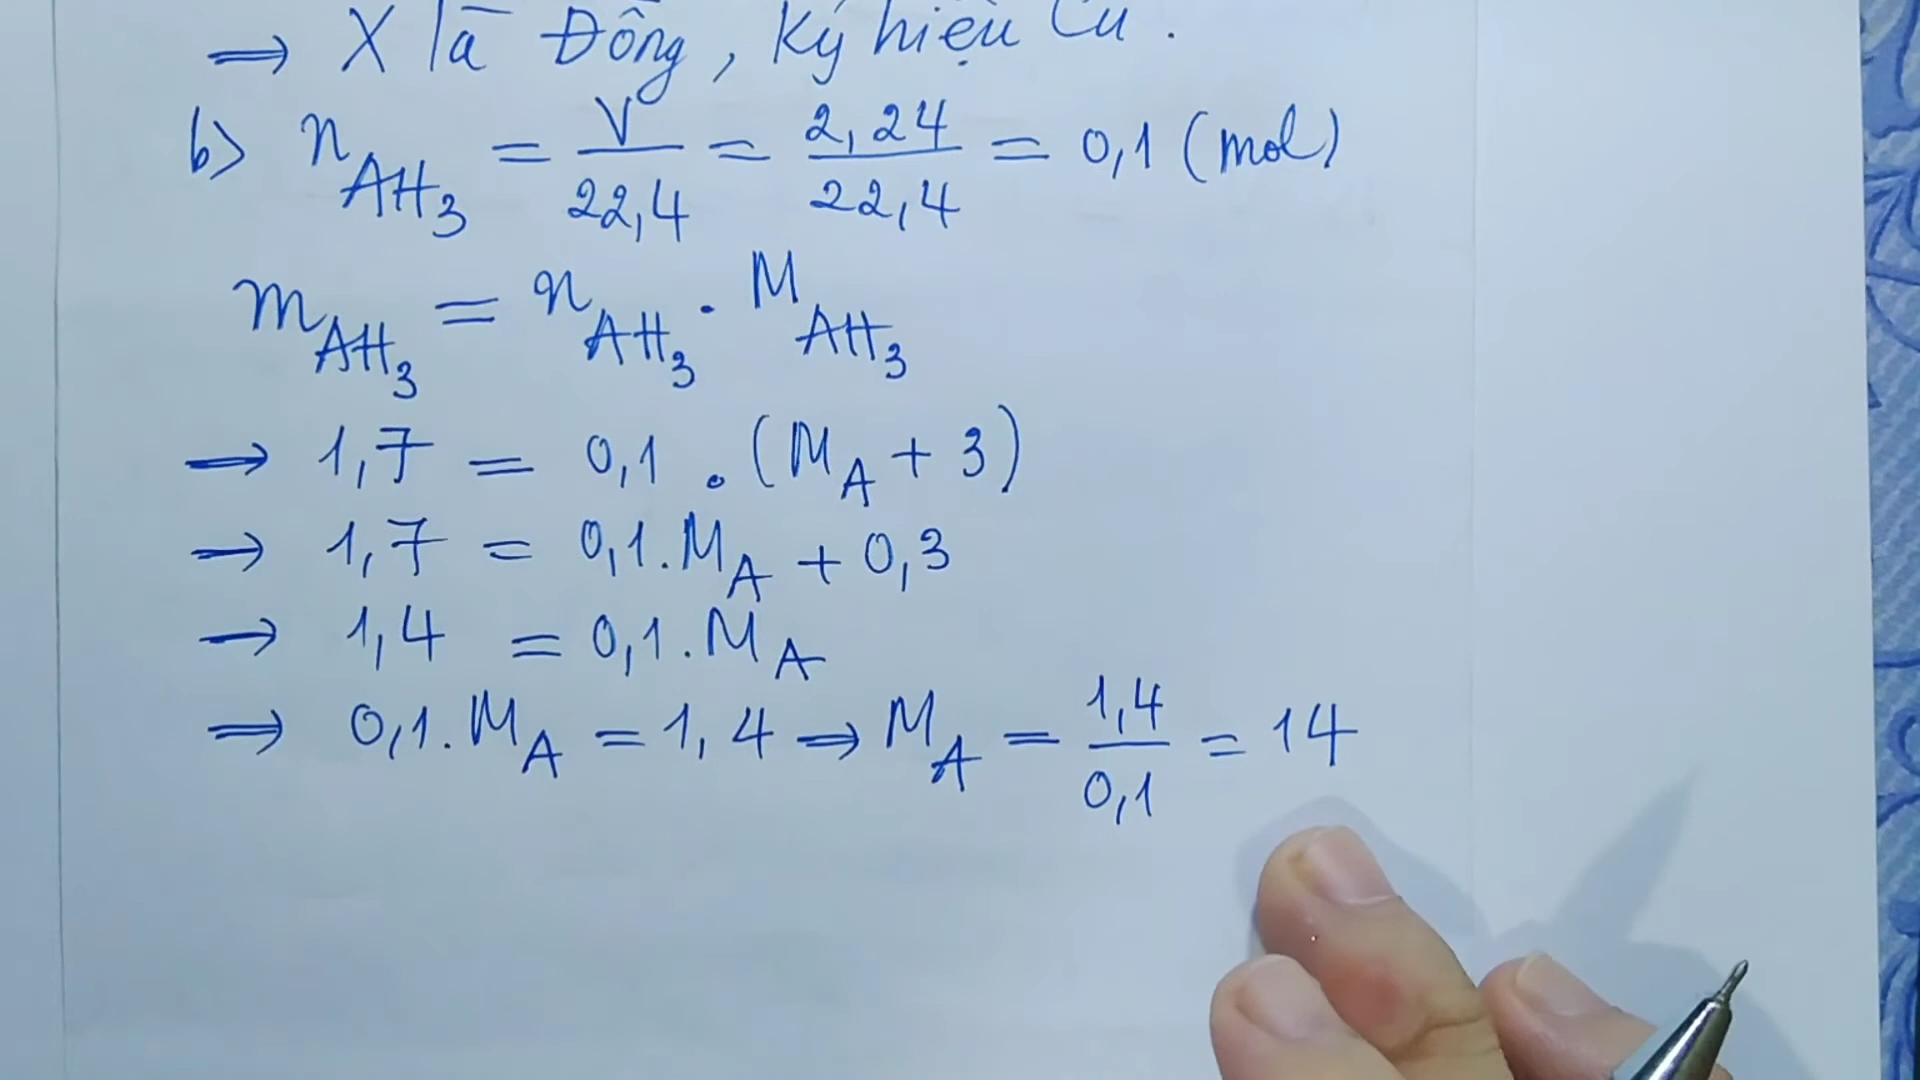 ⇒ X là Đồng, Ký hiệu Cu.
b) n_AH₃ = V/22,4 = 2,24/22,4 = 0,1 (mol)
m_AH₃ = n_AH₃ . M_AH₃
→ 1,7 = 0,1 . (M_A + 3)
→ 1,7 = 0,1.M_A + 0,3
→ 1,4 = 0,1.M_A
⇒ 0,1.M_A = 1,4 → M_A = 1,4/0,1 = 14